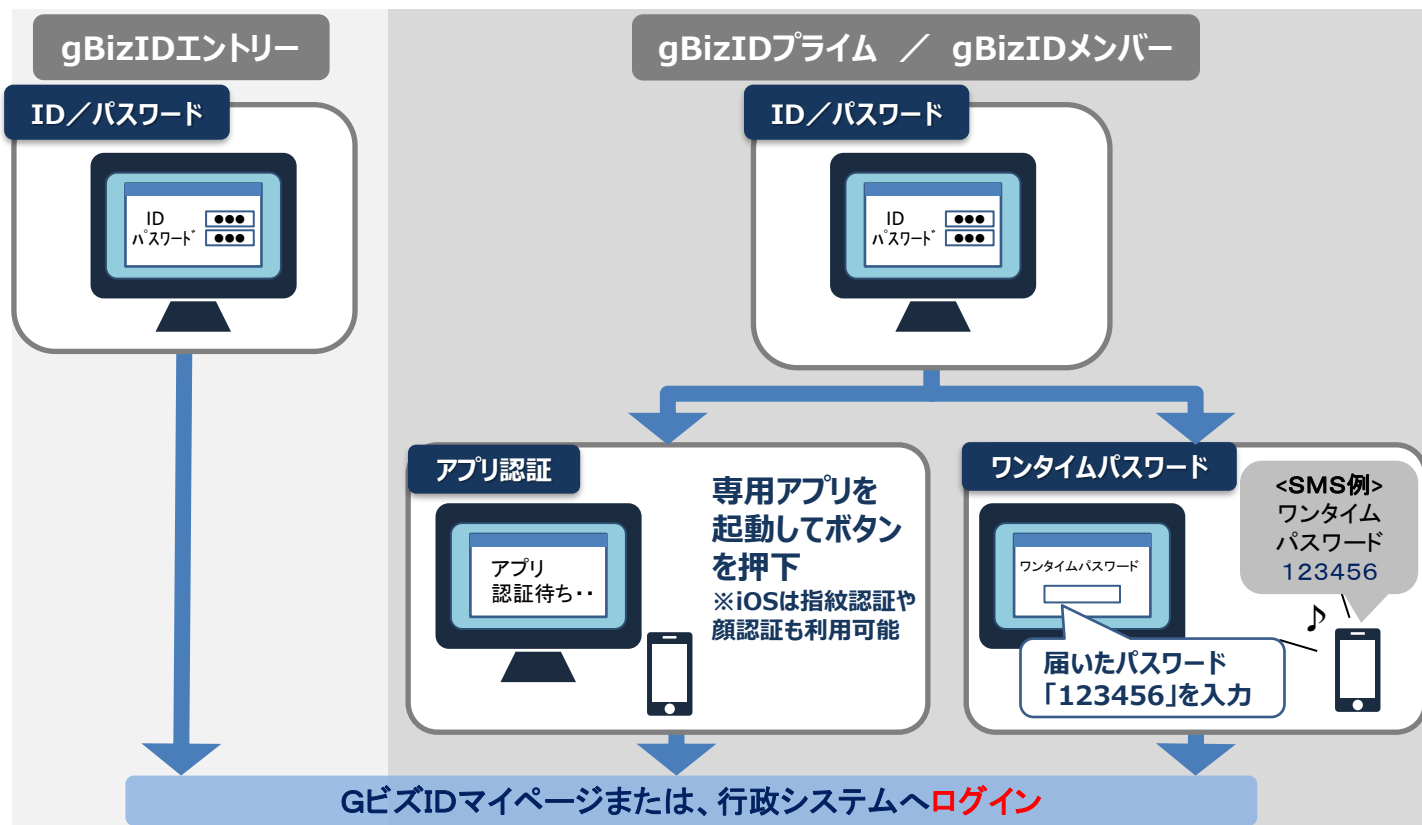 gBizIDエントリー
ID／パスワード
ID ●●●
パスワード ●●●
gBizIDプライム ／ gBizIDメンバー
ID／パスワード
ID ●●●
パスワード ●●●
アプリ認証
アプリ
認証待ち・・
専用アプリを
起動してボタン
を押下
※iOSは指紋認証や
顔認証も利用可能
ワンタイムパスワード
ワンタイムパスワード
<SMS例>
ワンタイム
パスワード
123456
♪
届いたパスワード
「123456」を入力
GビズIDマイページまたは、行政システムへログイン